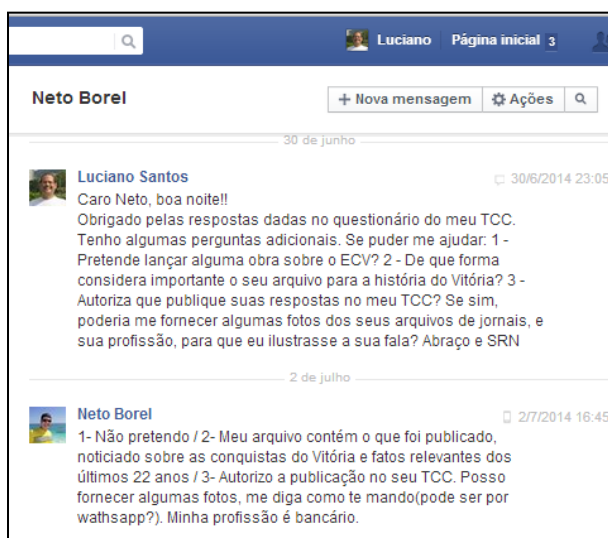 Luciano Página inicial 3
Neto Borel + Nova mensagem Ações
30 de junho
Luciano Santos 30/6/2014 23:05
Caro Neto, boa noite!!
Obrigado pelas respostas dadas no questionário do meu TCC.
Tenho algumas perguntas adicionais. Se puder me ajudar: 1 -
Pretende lançar alguma obra sobre o ECV? 2 - De que forma
considera importante o seu arquivo para a história do Vitória? 3 -
Autoriza que publique suas respostas no meu TCC? Se sim,
poderia me fornecer algumas fotos dos seus arquivos de jornais, e
sua profissão, para que eu ilustrasse a sua fala? Abraço e SRN
2 de julho
Neto Borel 2/7/2014 16:45
1- Não pretendo / 2- Meu arquivo contém o que foi publicado,
noticiado sobre as conquistas do Vitória e fatos relevantes dos
últimos 22 anos / 3- Autorizo a publicação no seu TCC. Posso
fornecer algumas fotos, me diga como te mando(pode ser por
wathsapp?). Minha profissão é bancário.